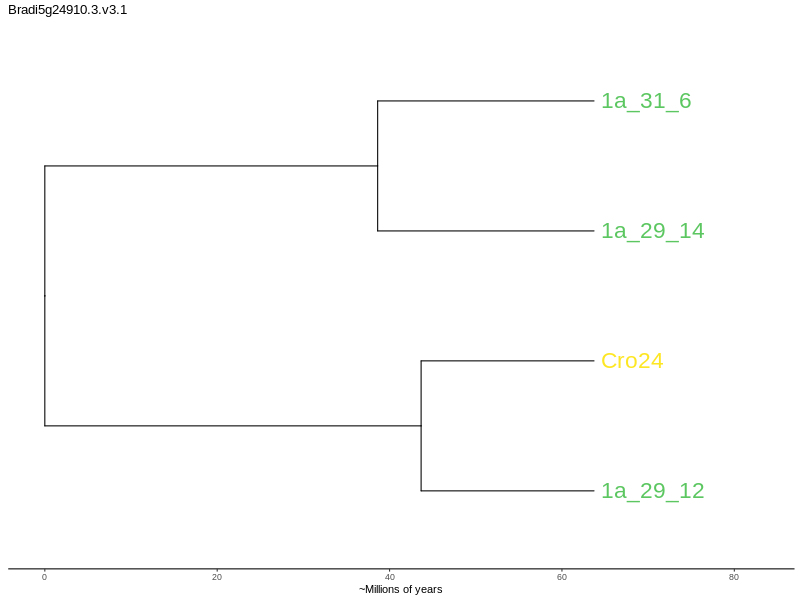 Bradi5g24910.3.v3.1
1a_31_6
1a_29_14
Cro24
1a_29_12
0 20 40 60 80
~Millions of years